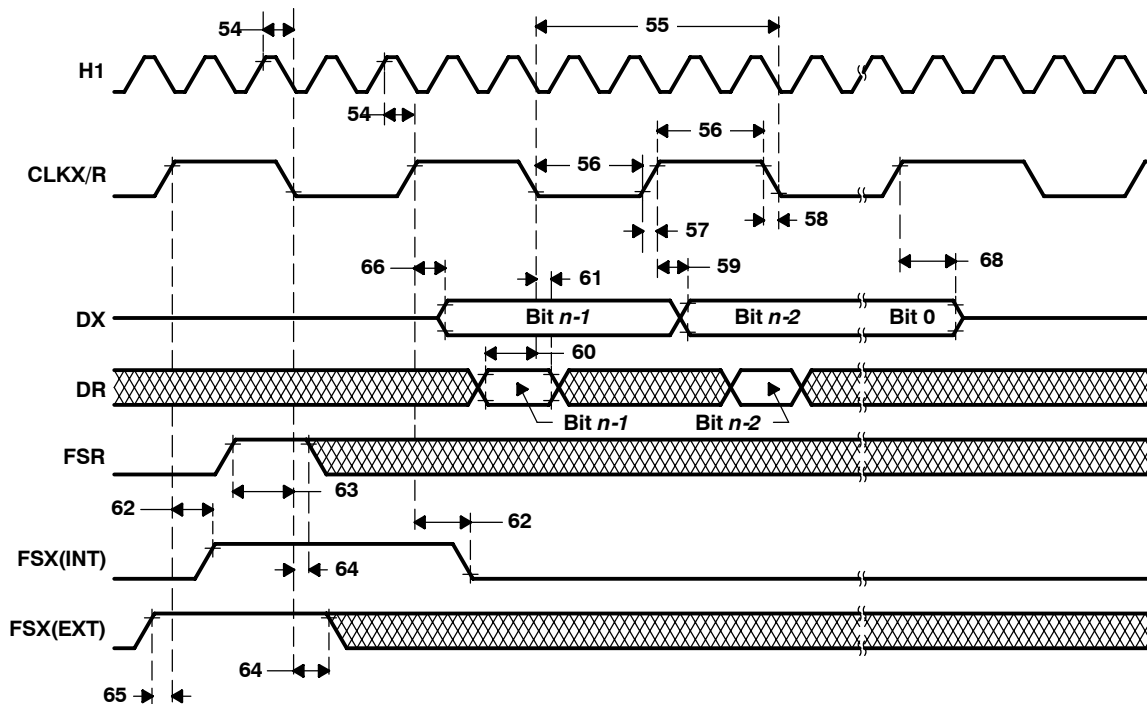 54
55
H1
54
56
56
CLKX/R
57
58
66
61
59
68
DX
Bit n-1
Bit n-2
Bit 0
60
DR
Bit n-1
Bit n-2
FSR
63
62
62
FSX(INT)
64
FSX(EXT)
64
65